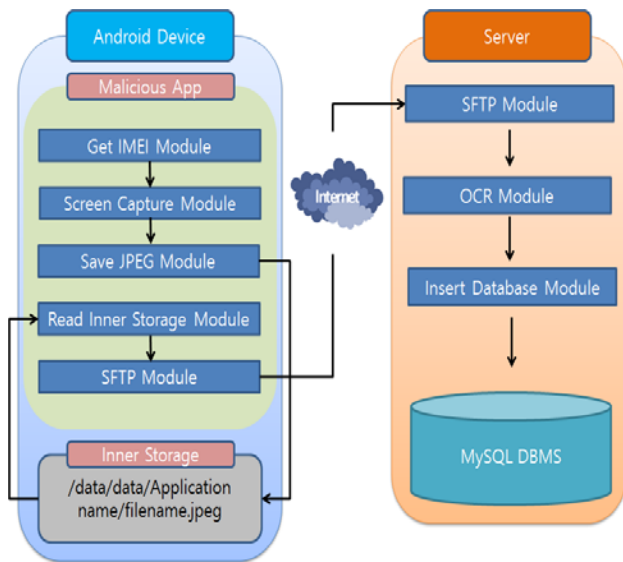 Android Device
Malicious App
Get IMEI Module
Screen Capture Module
Save JPEG Module
Read Inner Storage Module
SFTP Module
Inner Storage
/data/data/Application
name/filename.jpeg
Internet
Server
SFTP Module
OCR Module
Insert Database Module
MySQL DBMS